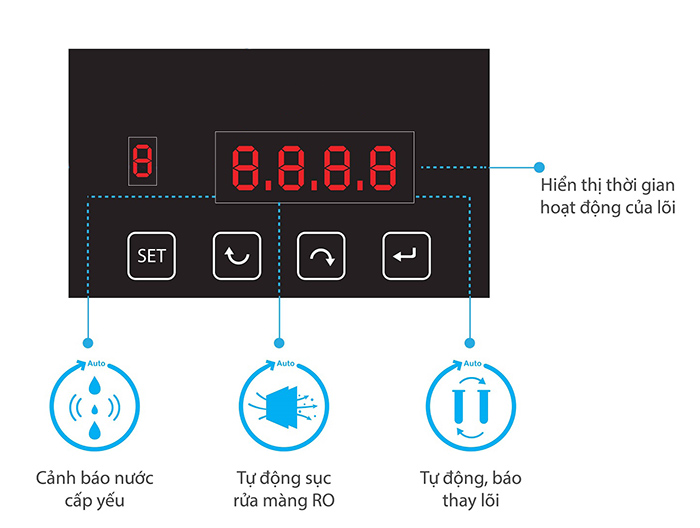 8
8.8.8.8
Hiển thị thời gian
hoạt động của lõi
SET
Auto
Auto
Auto
Cảnh báo nước
cấp yếu
Tự động sục
rửa màng RO
Tự động, báo
thay lõi